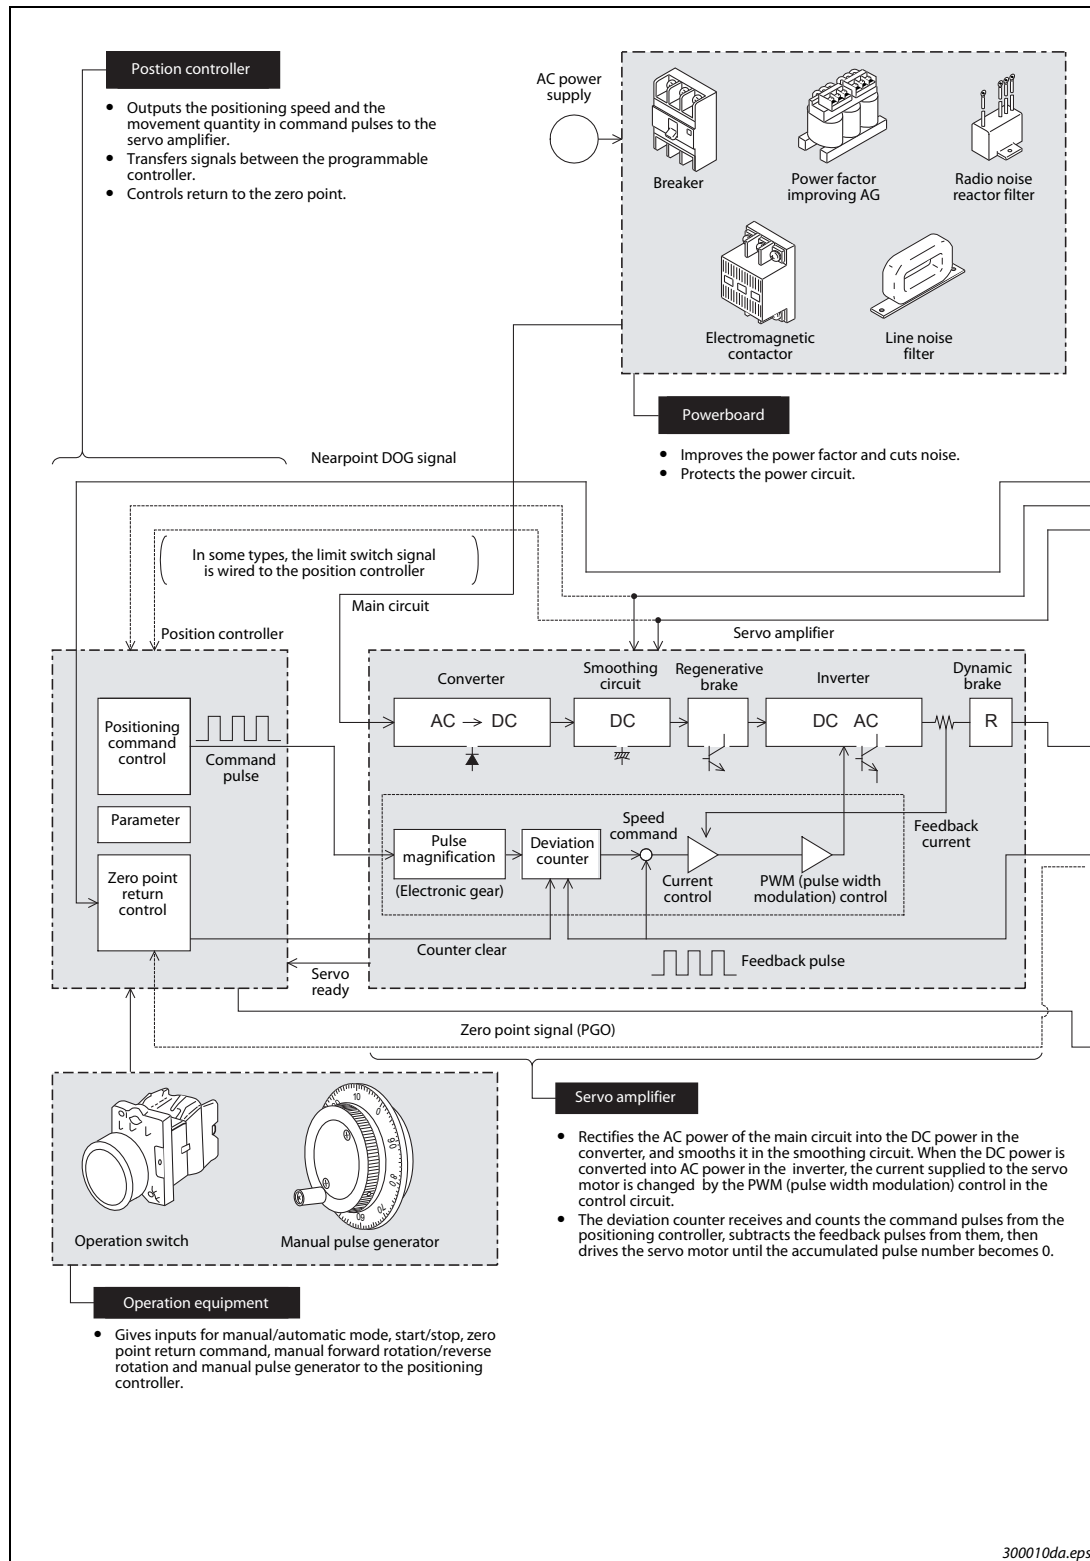 Postion controller
• Outputs the positioning speed and the
movement quantity in command pulses to the
servo amplifier.
• Transfers signals between the programmable
controller.
• Controls return to the zero point.
AC power
supply
Breaker
Power factor
improving AG
Radio noise
reactor filter
Electromagnetic
contactor
Line noise
filter
Powerboard
• Improves the power factor and cuts noise.
• Protects the power circuit.
Nearpoint DOG signal
In some types, the limit switch signal
is wired to the position controller
Main circuit
Position controller
Servo amplifier
Positioning
command
control
Command
pulse
Parameter
Zero point
return
control
Converter
AC → DC
Smoothing
circuit
DC
Regenerative
brake
Inverter
DC AC
Dynamic
brake
R
Pulse
magnification
(Electronic gear)
Deviation
counter
Speed
command
Current
control
PWM (pulse width
modulation) control
Feedback
current
Counter clear
Feedback pulse
Servo
ready
Zero point signal (PGO)
Operation switch
Manual pulse generator
Servo amplifier
• Rectifies the AC power of the main circuit into the DC power in the
converter, and smooths it in the smoothing circuit. When the DC power is
converted into AC power in the inverter, the current supplied to the servo
motor is changed by the PWM (pulse width modulation) control in the
control circuit.
• The deviation counter receives and counts the command pulses from the
positioning controller, subtracts the feedback pulses from them, then
drives the servo motor until the accumulated pulse number becomes 0.
Operation equipment
• Gives inputs for manual/automatic mode, start/stop, zero
point return command, manual forward rotation/reverse
rotation and manual pulse generator to the positioning
controller.
300010da.eps